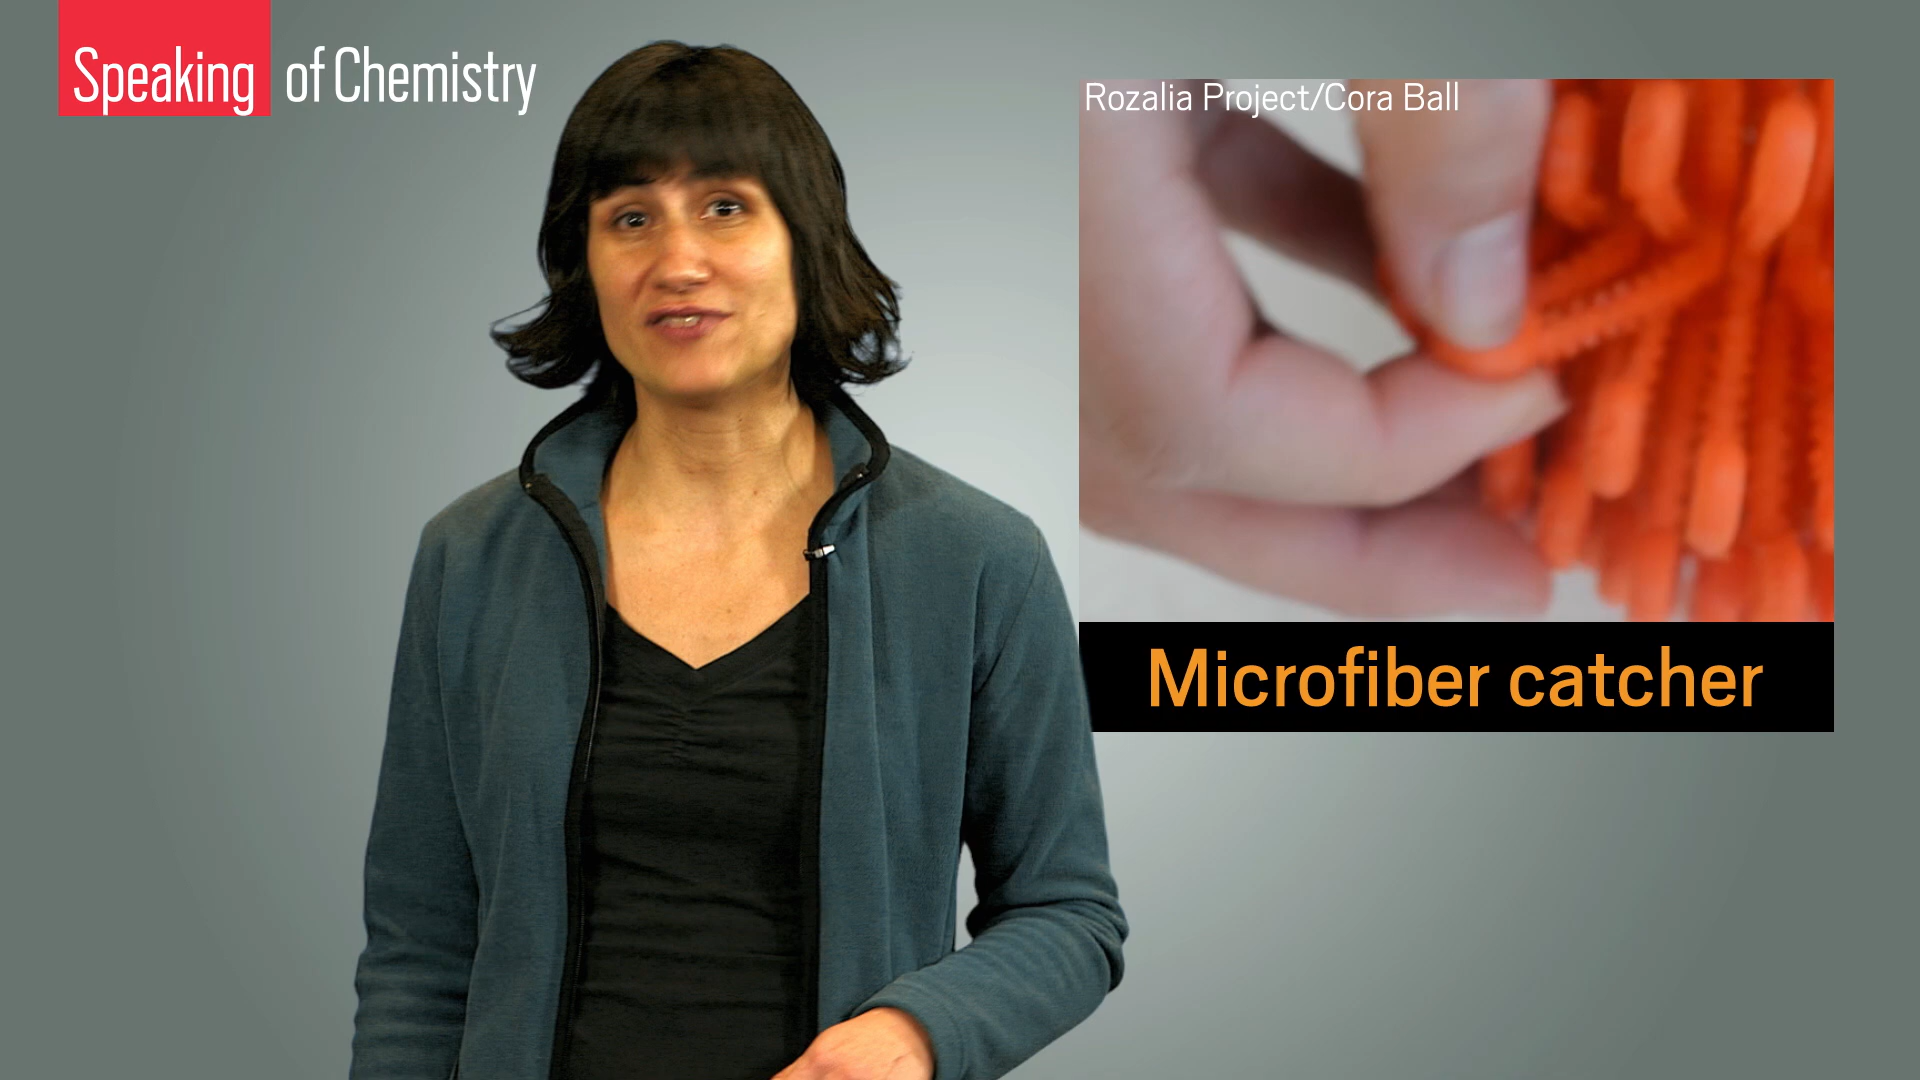 Speaking of Chemistry
Rozalia Project/Cora Ball
Microfiber catcher